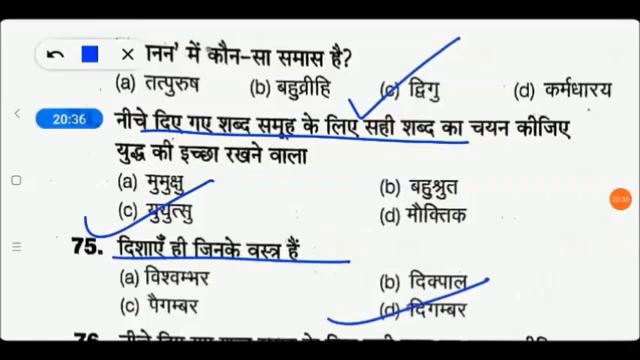 ानन’ में कौन-सा समास है?
(a) तत्पुरुष (b) बहुव्रीहि (c) द्विगु (d) कर्मधारय
20:36 नीचे दिए गए शब्द समूह के लिए सही शब्द का चयन कीजिए
युद्ध की इच्छा रखने वाला
(a) मुमुक्षु (b) बहुश्रुत
(c) युयुत्सु (d) मौक्तिक
75. दिशाएँ ही जिनके वस्त्र हैं
(a) विश्वम्भर (b) दिक्पाल
(c) पैगम्बर (d) दिगम्बर